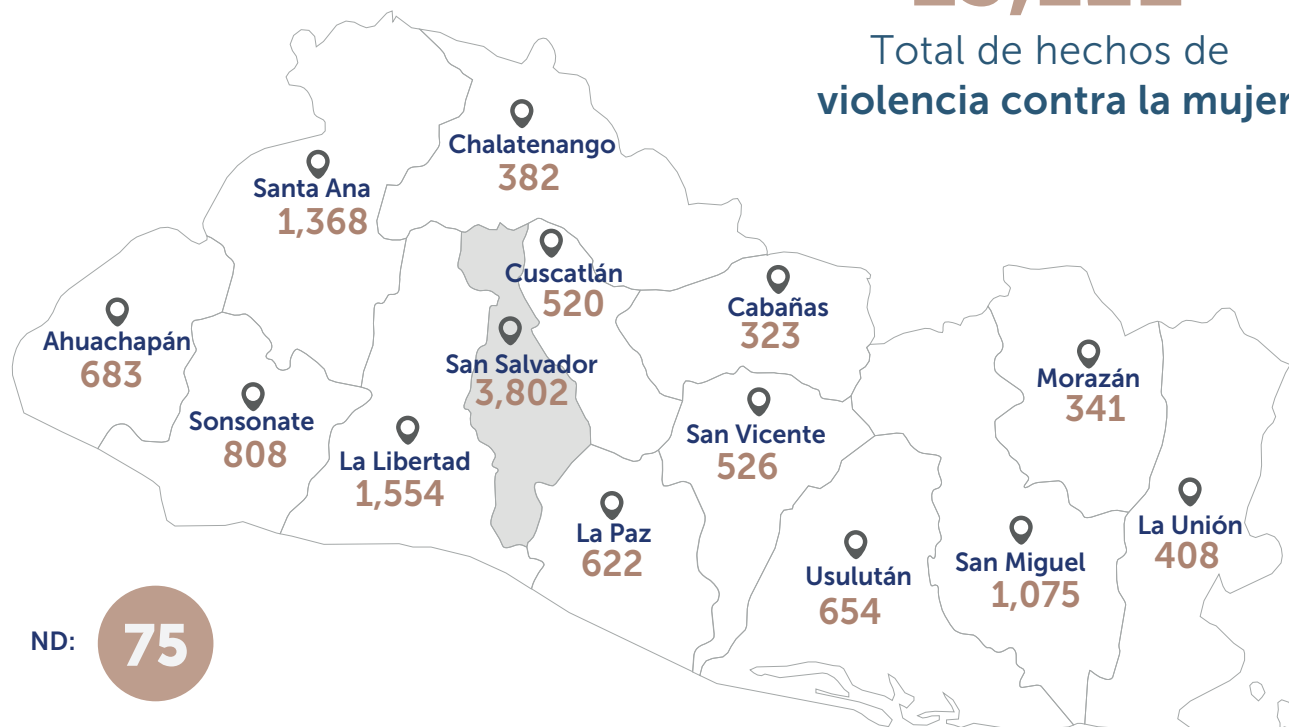 Total de hechos de
violencia contra la mujer
Chalatenango
382
Santa Ana
1,368
Cuscatlán
520
Cabañas
323
Ahuachapán
683
San Salvador
3,802
Morazán
341
Sonsonate
808
San Vicente
526
La Libertad
1,554
La Paz
622
La Unión
408
San Miguel
1,075
Usulután
654
ND: 75